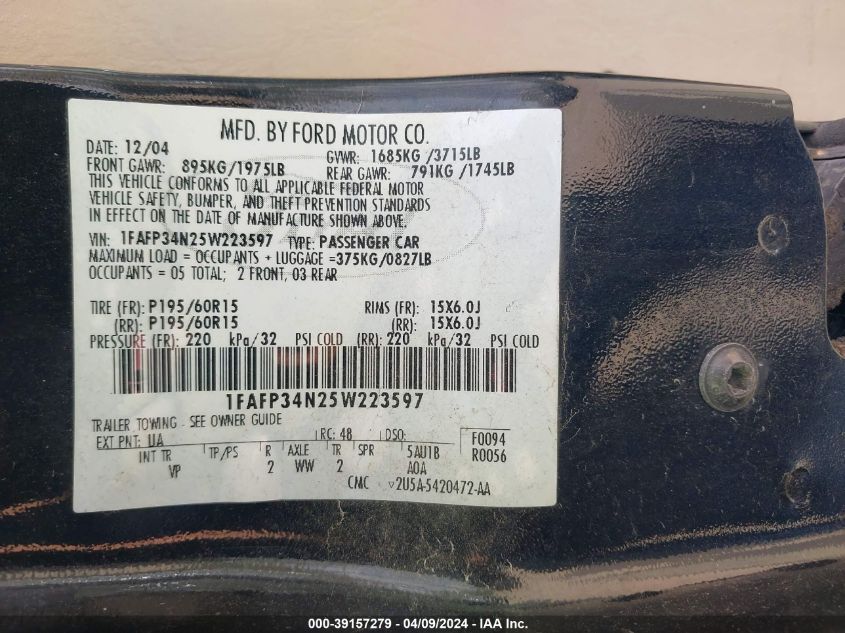 MFD. BY FORD MOTOR CO.
DATE: 12/04 GVWR: 1685KG /3715LB
FRONT GAWR: 895KG/1975LB REAR GAWR: 791KG /1745LB
THIS VEHICLE CONFORMS TO ALL APPLICABLE FEDERAL MOTOR
VEHICLE SAFETY, BUMPER, AND THEFT PREVENTION STANDARDS
IN EFFECT ON THE DATE OF MANUFACTURE SHOWN ABOVE.
VIN: 1FAFP34N25W223597 TYPE: PASSENGER CAR
MAXIMUM LOAD = OCCUPANTS + LUGGAGE =375KG/0827LB
OCCUPANTS = 05 TOTAL; 2 FRONT, 03 REAR
TIRE (FR): P195/60R15 RIMS (FR): 15X6.0J
(RR): P195/60R15 (RR): 15X6.0J
PRESSURE (FR): 220 kPa/32 PSI COLD (RR): 220 kPa/32 PSI COLD
1FAFP34N25W223597
TRAILER TOWING - SEE OWNER GUIDE
EXT PNT: UA RC: 48 DSO: F0094
INT TR TP/PS R AXLE TR SPR 5AU1B R0056
VP 2 WW 2 A0A
CMC v2U5A-5420472-AA
000-39157279 - 04/09/2024 - IAAI.com